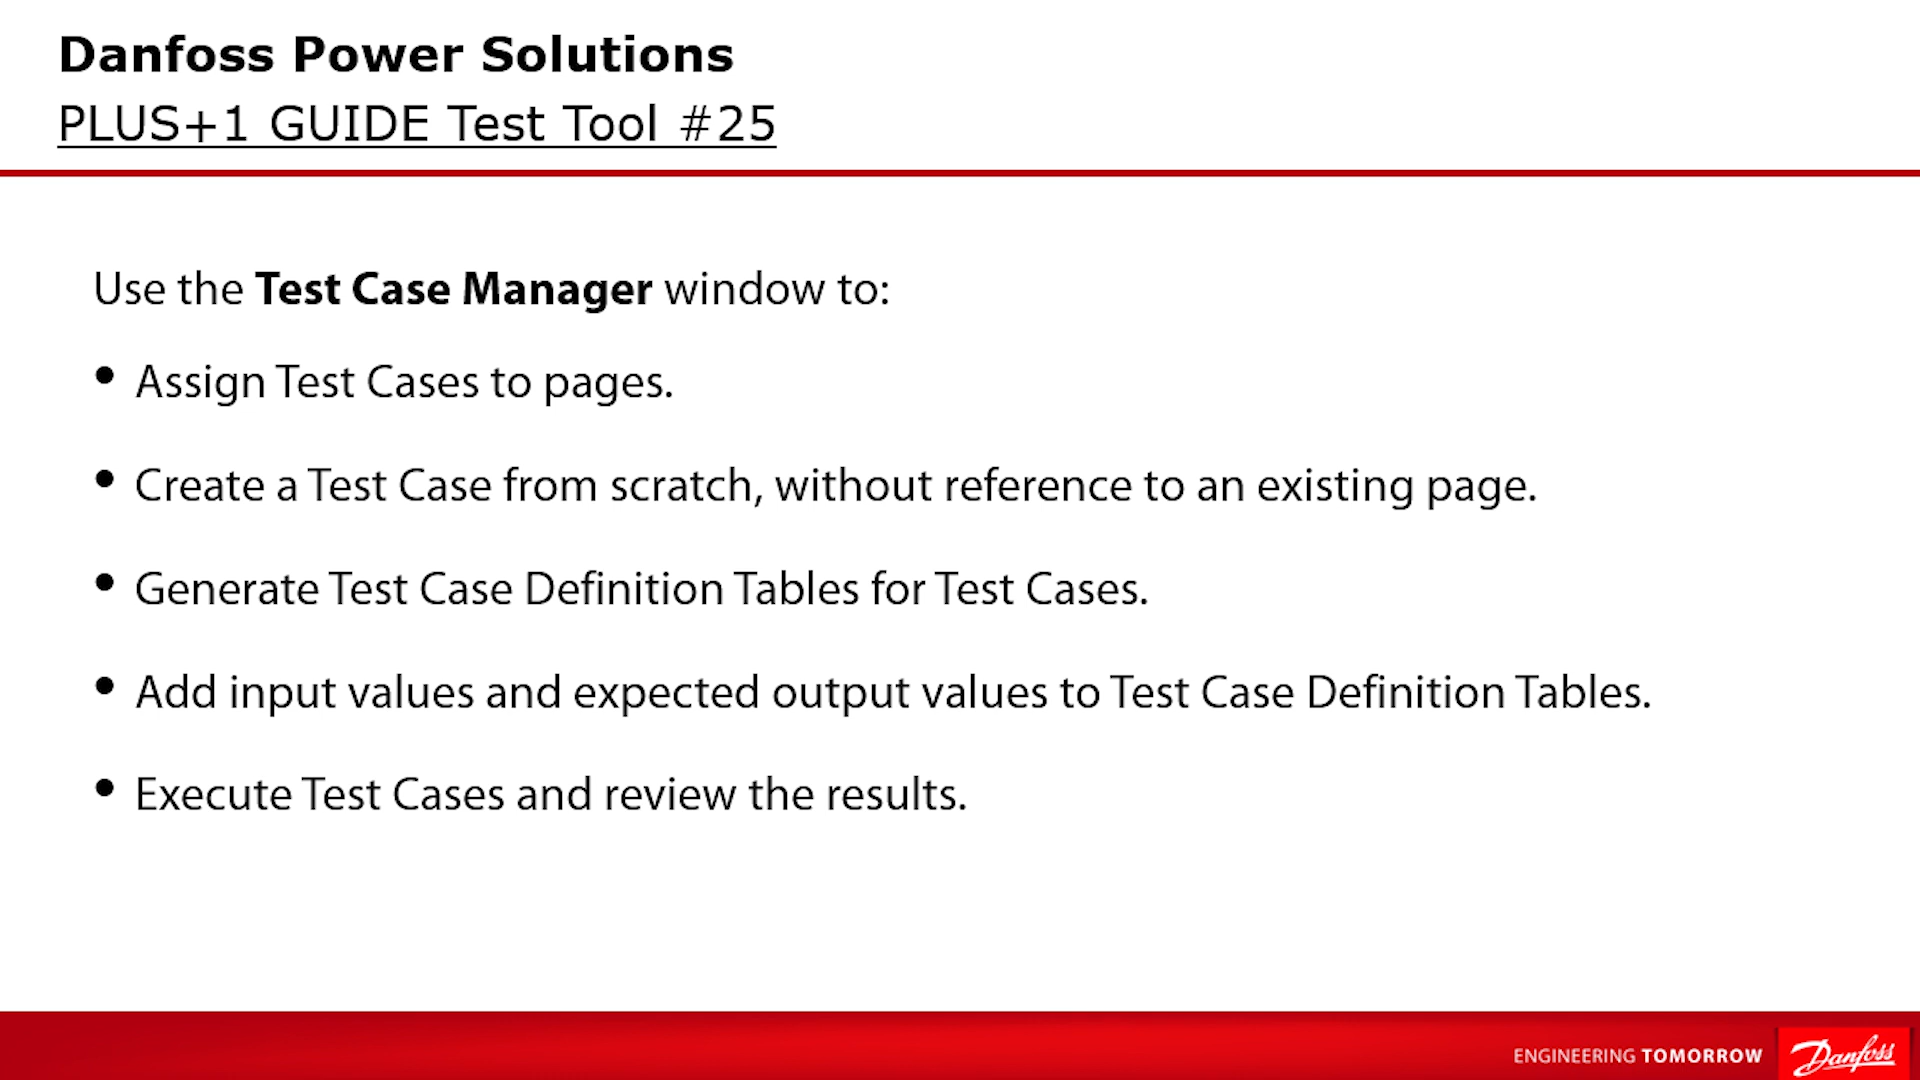 Danfoss Power Solutions
PLUS+1 GUIDE Test Tool #25
Use the Test Case Manager window to:
• Assign Test Cases to pages.
• Create a Test Case from scratch, without reference to an existing page.
• Generate Test Case Definition Tables for Test Cases.
• Add input values and expected output values to Test Case Definition Tables.
• Execute Test Cases and review the results.
ENGINEERING TOMORROW
Danfoss